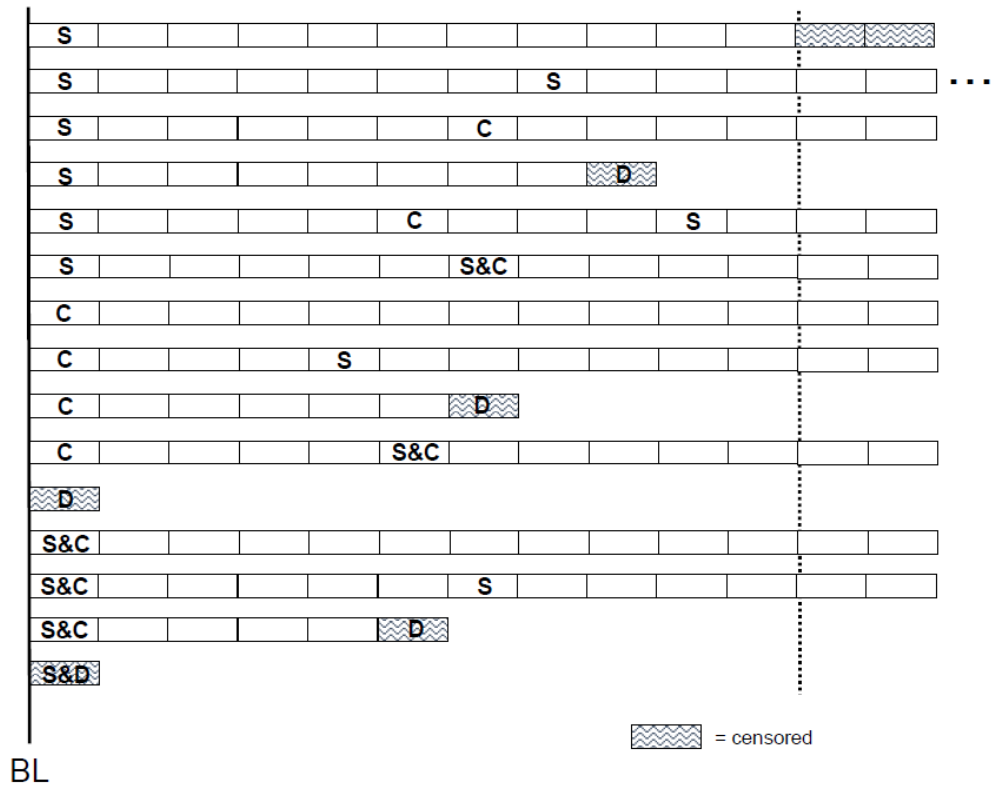 S
S S ...
S C
S D
S C S
S S&C
C
C S
C D
C S&C
D
S&C
S&C S
S&C D
S&D
= censored
BL